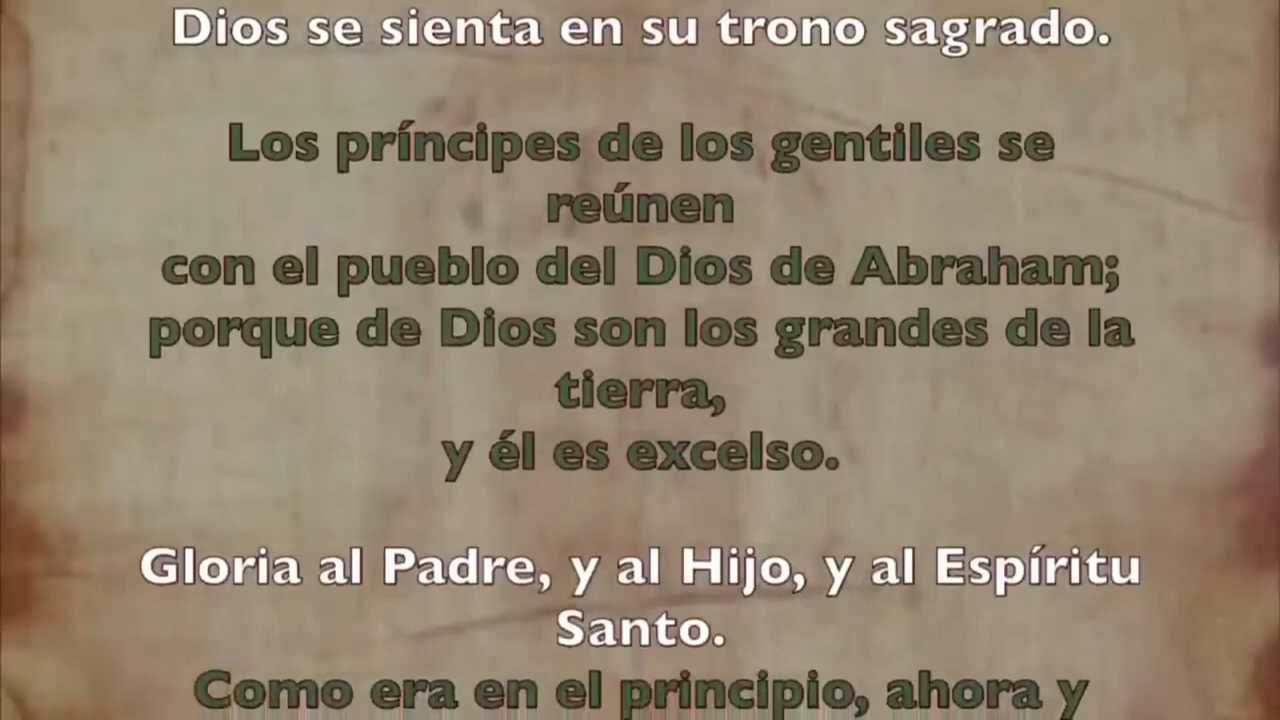 Dios se sienta en su trono sagrado.
Los príncipes de los gentiles se
reúnen
con el pueblo del Dios de Abraham;
porque de Dios son los grandes de la
tierra,
y él es excelso.
Gloria al Padre, y al Hijo, y al Espíritu
Santo.
Como era en el principio, ahora y